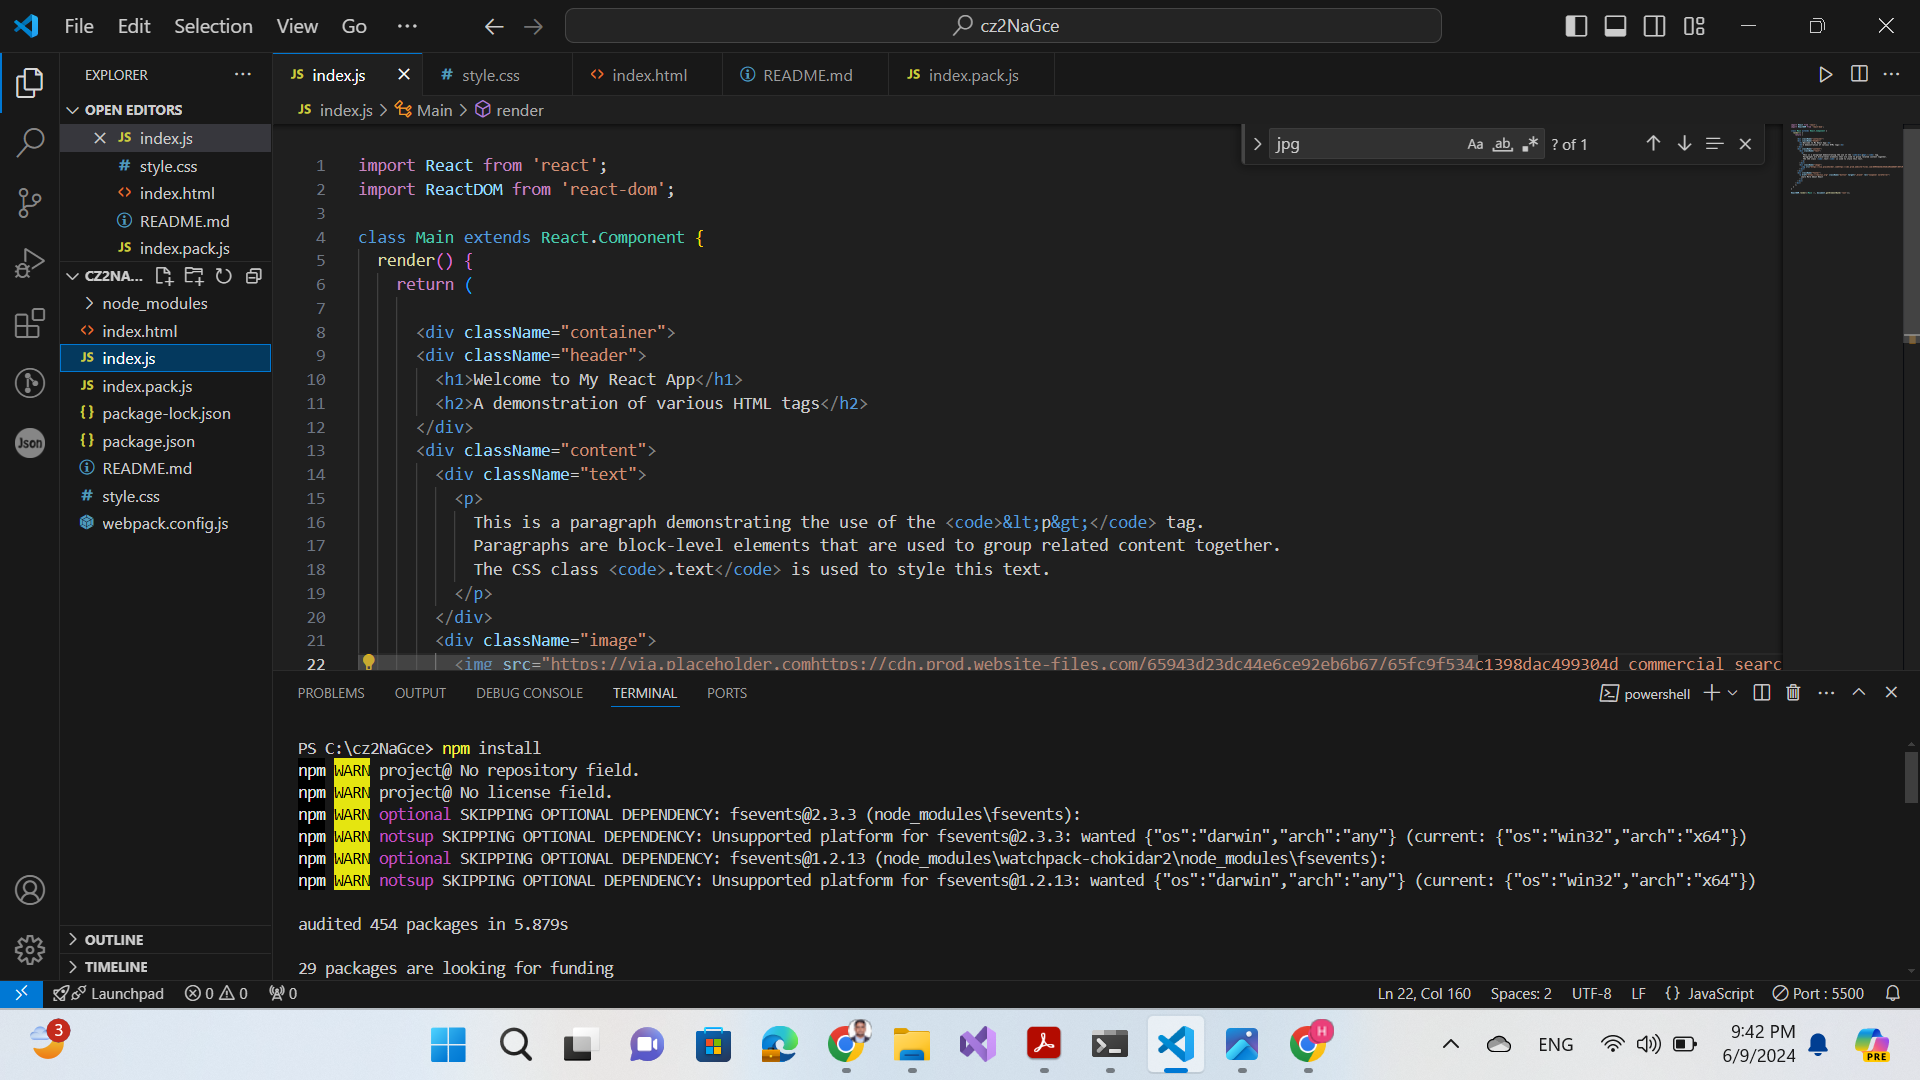 File Edit Selection View Go ···
cz2NaGce
EXPLORER
OPEN EDITORS
JS index.js
# style.css
<> index.html
README.md
JS index.pack.js
CZ2NA...
node_modules
<> index.html
JS index.js
JS index.pack.js
{} package-lock.json
{} package.json
README.md
# style.css
webpack.config.js
OUTLINE
TIMELINE
Json
JS index.js
# style.css
<> index.html
README.md
JS index.pack.js
JS index.js > Main > render
jpg Aa ab .* ? of 1
1 import React from 'react';
2 import ReactDOM from 'react-dom';
3
4 class Main extends React.Component {
5 render() {
6 return (
7
8 <div className="container">
9 <div className="header">
10 <h1>Welcome to My React App</h1>
11 <h2>A demonstration of various HTML tags</h2>
12 </div>
13 <div className="content">
14 <div className="text">
15 <p>
16 This is a paragraph demonstrating the use of the <code>&lt;p&gt;</code> tag.
17 Paragraphs are block-level elements that are used to group related content together.
18 The CSS class <code>.text</code> is used to style this text.
19 </p>
20 </div>
21 <div className="image">
22 <img src="https://via.placeholder.comhttps://cdn.prod.website-files.com/65943d23dc44e6ce92eb6b67/65fc9f534c1398dac499304d_commercial_searc
PROBLEMS OUTPUT DEBUG CONSOLE TERMINAL PORTS
powershell
PS C:\cz2NaGce> npm install
npm WARN project@ No repository field.
npm WARN project@ No license field.
npm WARN optional SKIPPING OPTIONAL DEPENDENCY: fsevents@2.3.3 (node_modules\fsevents):
npm WARN notsup SKIPPING OPTIONAL DEPENDENCY: Unsupported platform for fsevents@2.3.3: wanted {"os":"darwin","arch":"any"} (current: {"os":"win32","arch":"x64"})
npm WARN optional SKIPPING OPTIONAL DEPENDENCY: fsevents@1.2.13 (node_modules\watchpack-chokidar2\node_modules\fsevents):
npm WARN notsup SKIPPING OPTIONAL DEPENDENCY: Unsupported platform for fsevents@1.2.13: wanted {"os":"darwin","arch":"any"} (current: {"os":"win32","arch":"x64"})
audited 454 packages in 5.879s
29 packages are looking for funding
Launchpad 0 0 0
Ln 22, Col 160 Spaces: 2 UTF-8 LF {} JavaScript Port : 5500
3
H
ENG
9:42 PM
6/9/2024
PRE